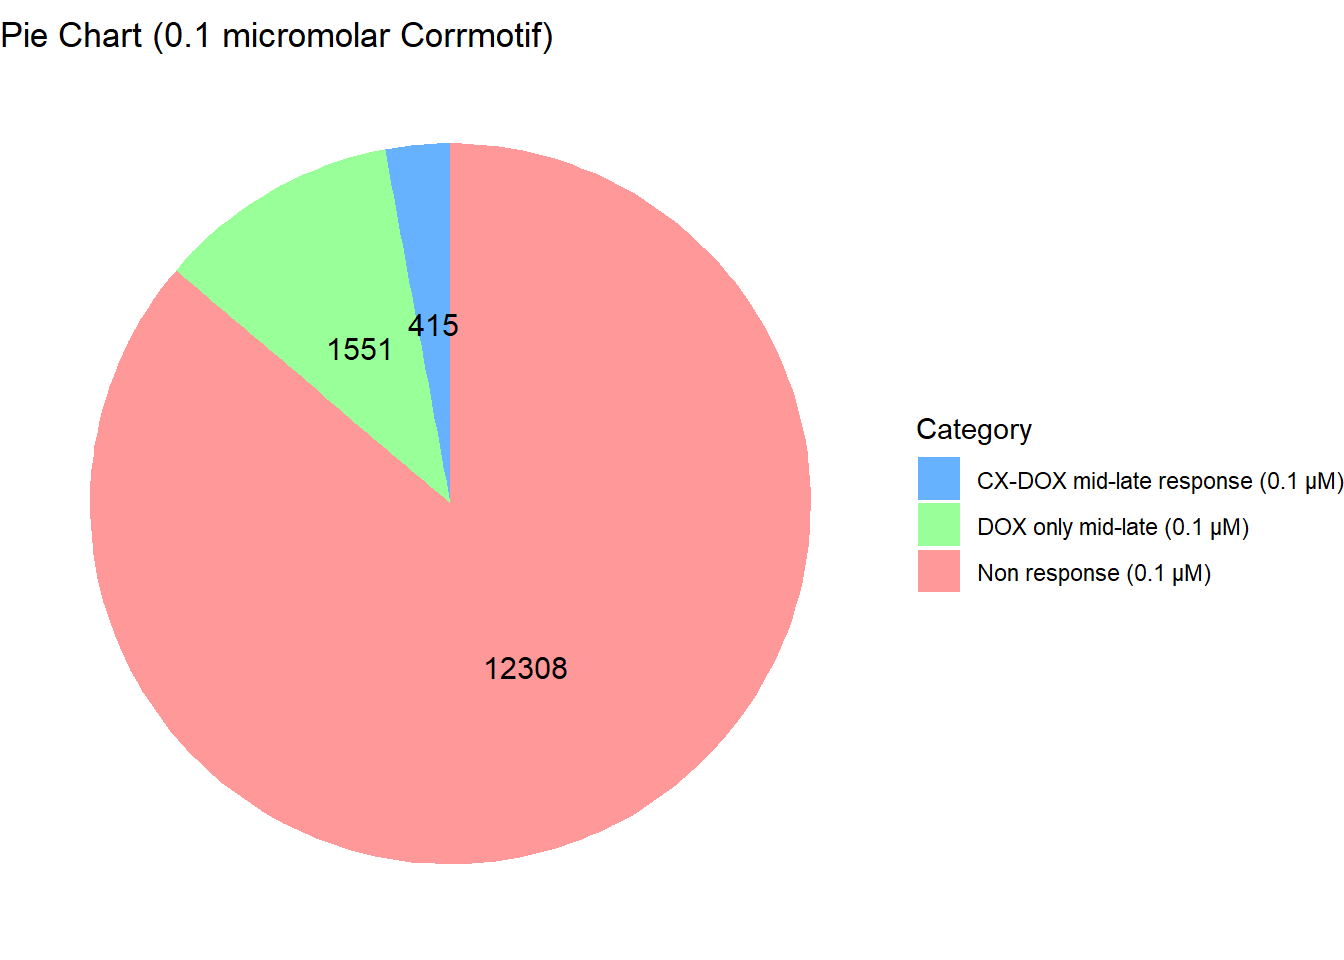 Pie Chart (0.1 micromolar Corrmotif)
415
1551
12308
Category
CX-DOX mid-late response (0.1 µM)
DOX only mid-late (0.1 µM)
Non response (0.1 µM)